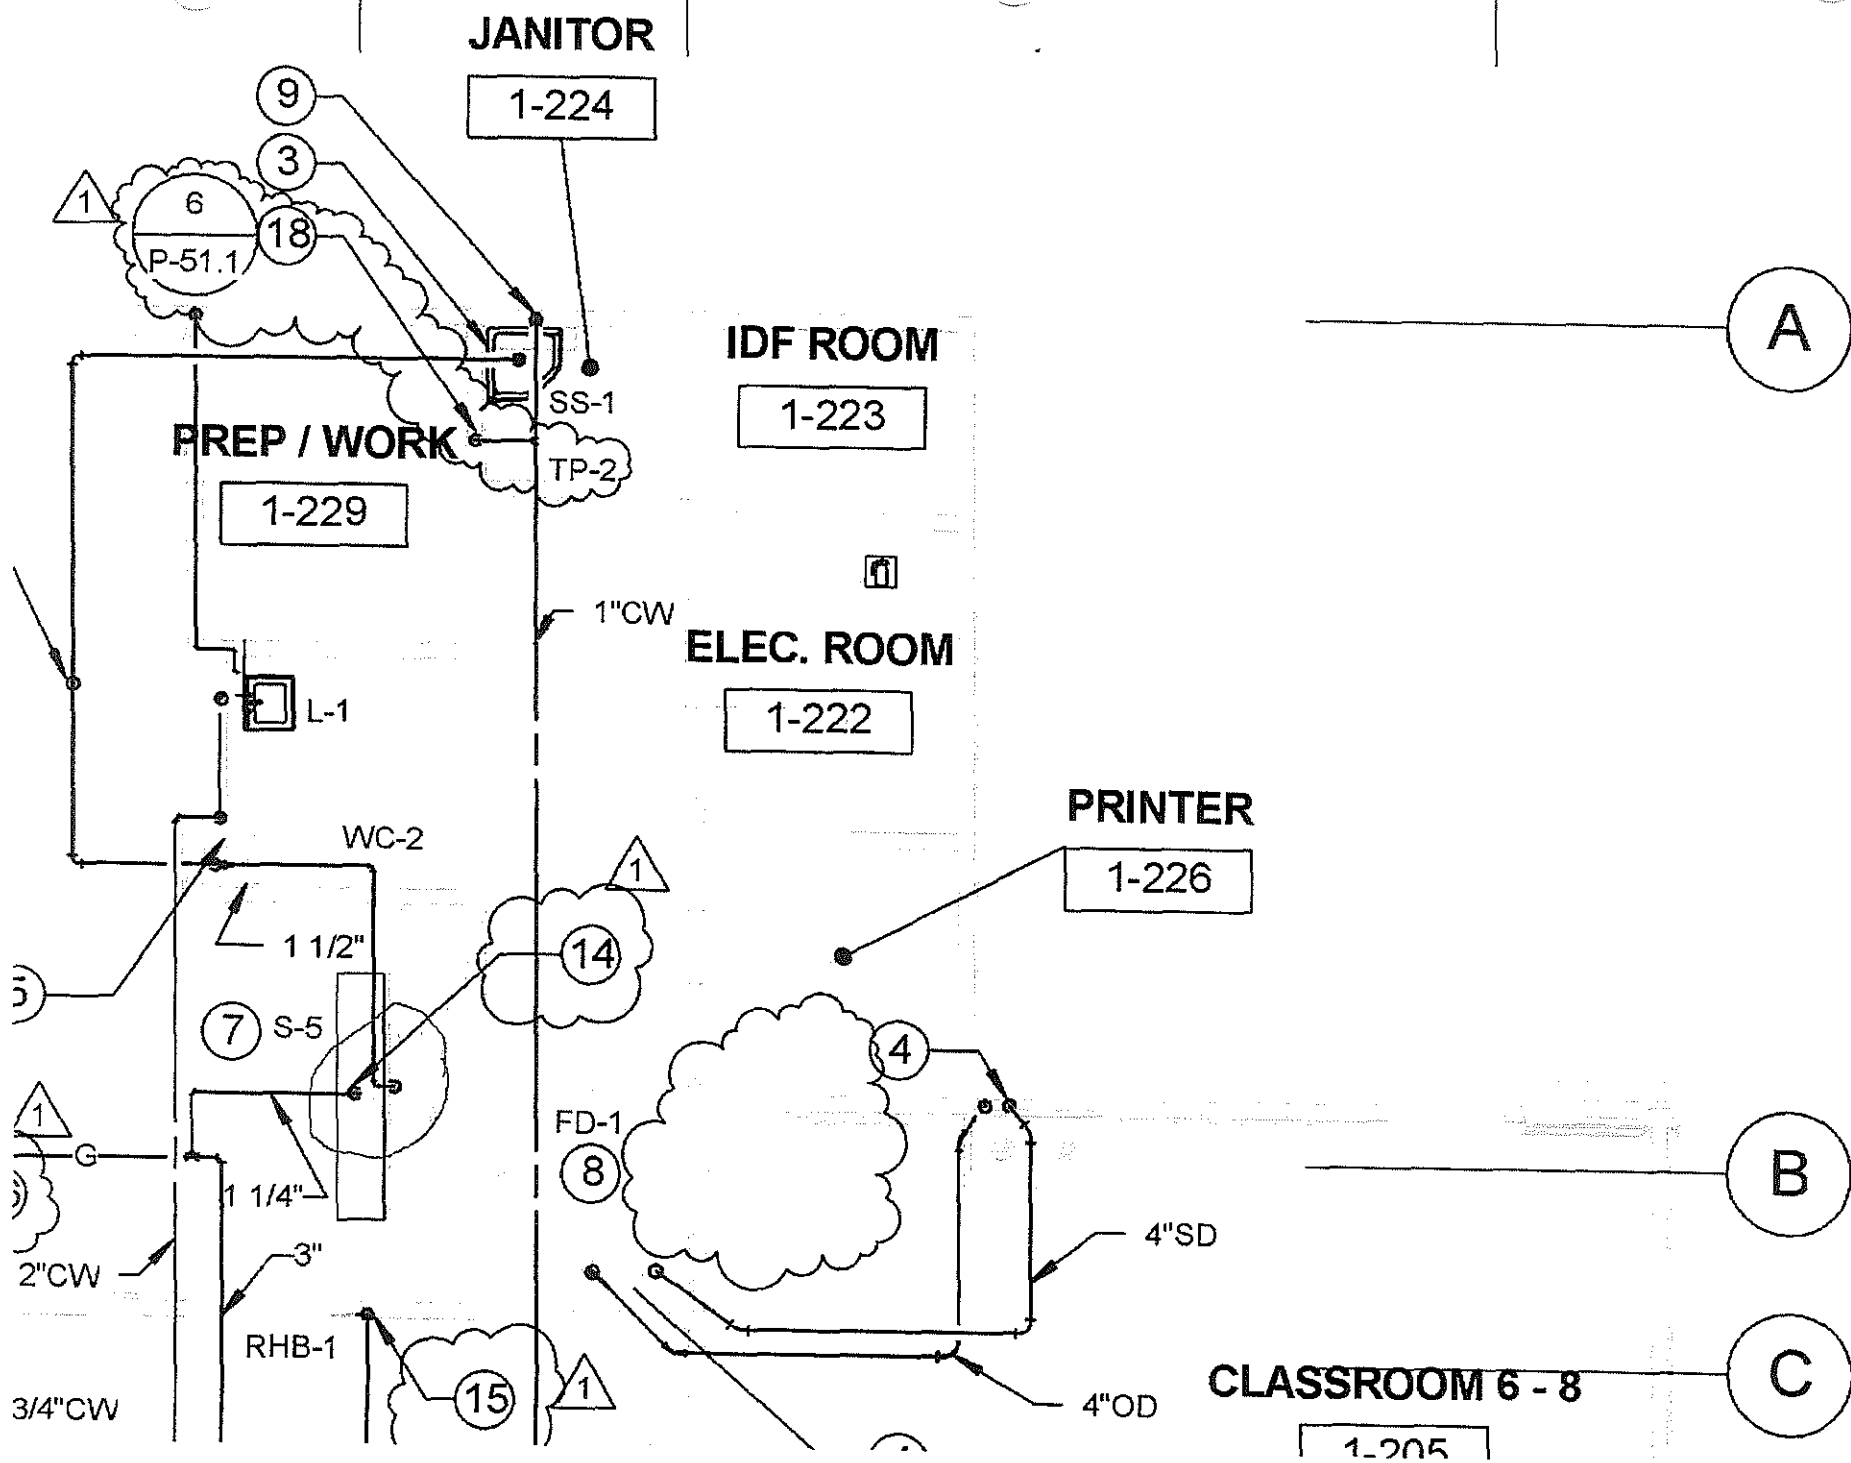 JANITOR
1-224
9
3
1
6
P-51.1
18
IDF ROOM
1-223
A
SS-1
PREP / WORK
1-229
TP-2
1"CW
ELEC. ROOM
1-222
L-1
PRINTER
1-226
WC-2
1
1 1/2"
14
7
S-5
4
1
G
FD-1
8
B
1 1/4"
2"CW
3"
4"SD
RHB-1
15
1
3/4"CW
4"OD
CLASSROOM 6 - 8
C
1-205